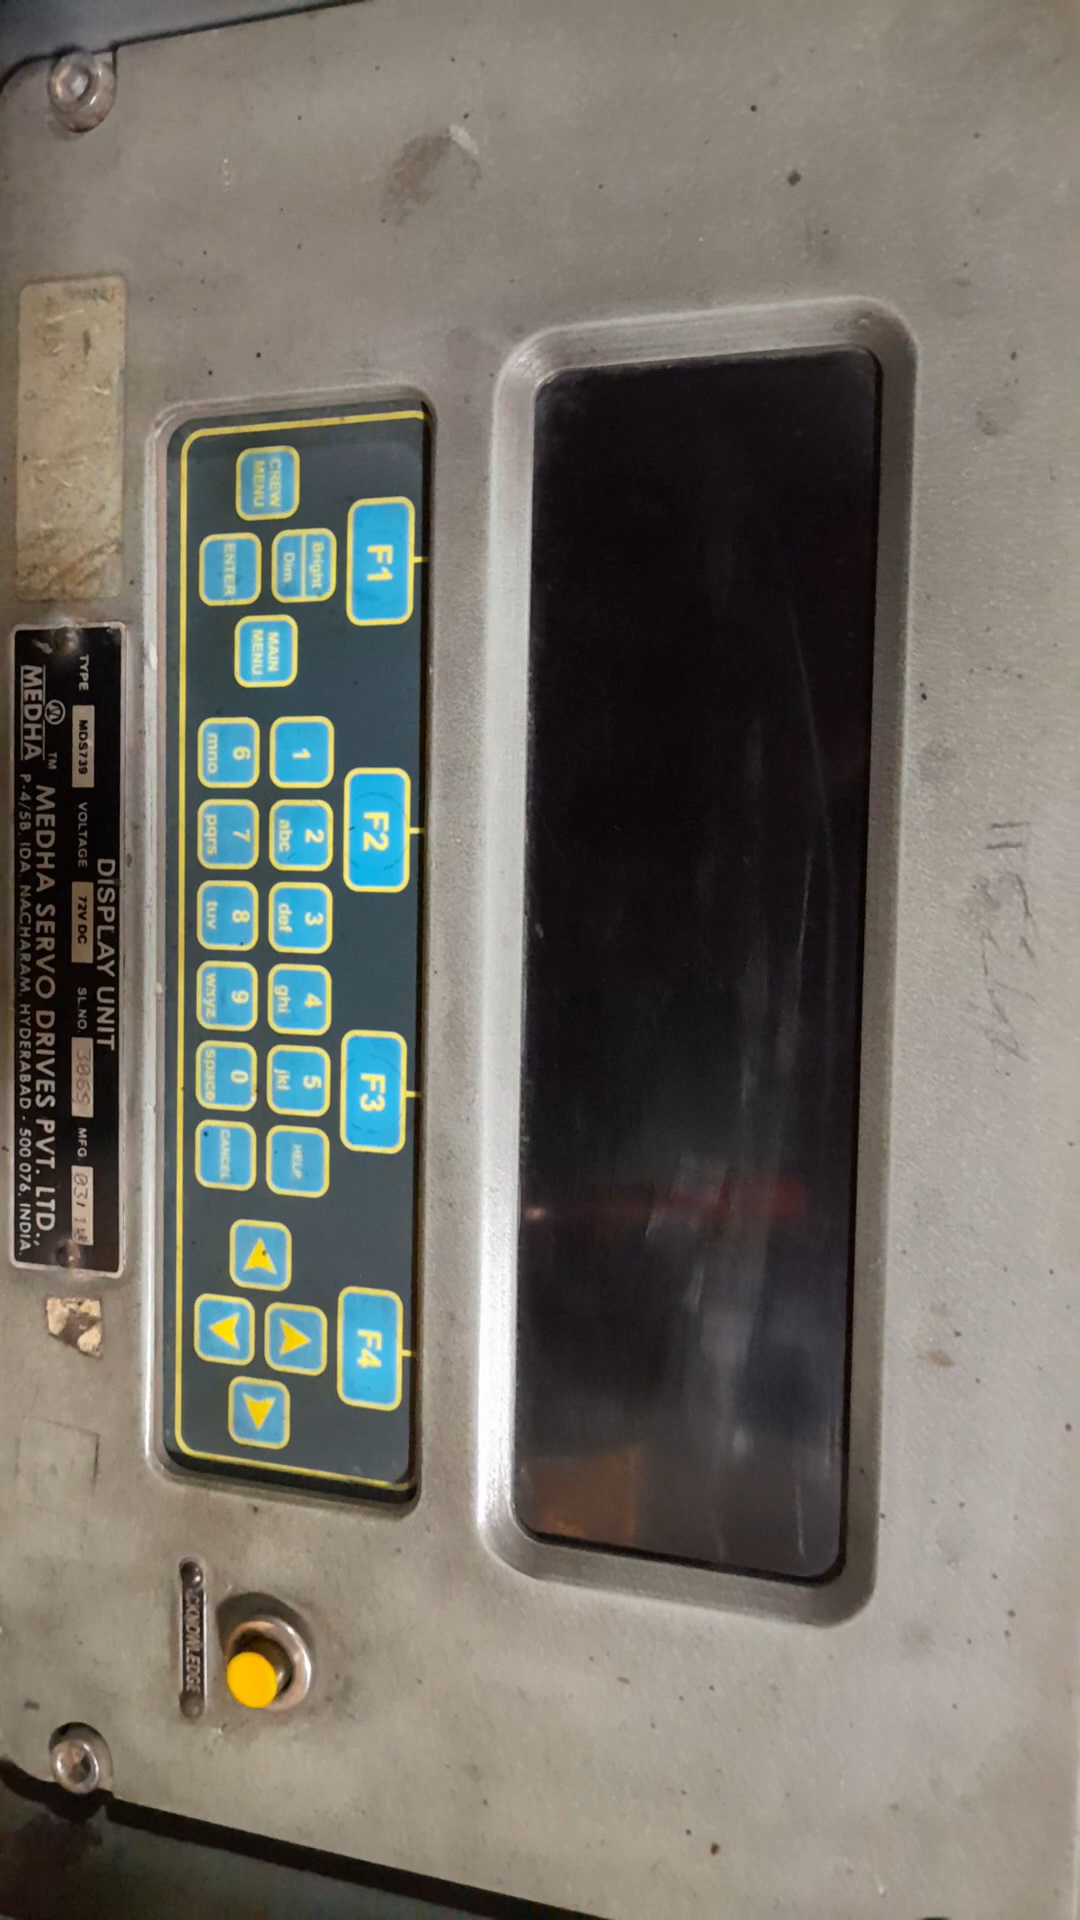 F1 F2 F3 F4
CREW MENU
Bright
Dim
ENTER
MAIN MENU
1
2 abc
3 def
4 ghi
5 jkl
HELP
6 mno
7 pqrs
8 tuv
9 wxyz
0 space
CANCEL
ACKNOWLEDGE
DISPLAY UNIT
TYPE MDS739 VOLTAGE 72V DC SL.NO. 3065 MFG. 03/
MEDHA ™ MEDHA SERVO DRIVES PVT. LTD.,
P-4/5B, IDA NACHARAM, HYDERABAD - 500 076, INDIA.